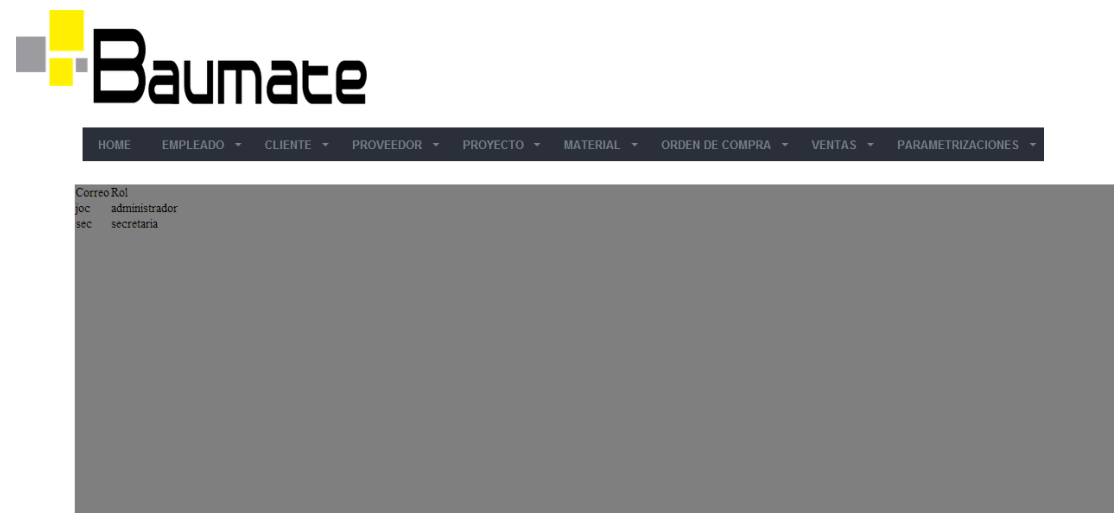 Baumate
HOME EMPLEADO CLIENTE PROVEEDOR PROYECTO MATERIAL ORDEN DE COMPRA VENTAS PARAMETRIZACIONES
Correo Rol
joc administrador
sec secretaria